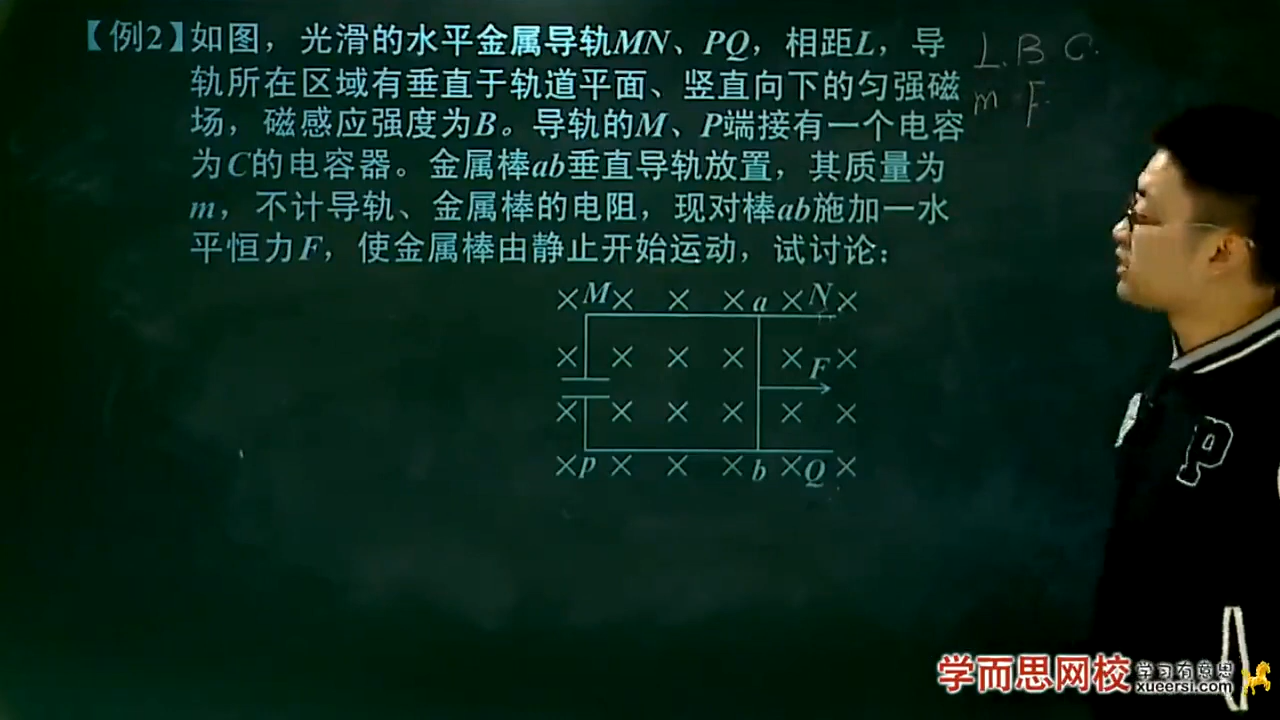 【例2】如图，光滑的水平金属导轨MN、PQ，相距L，导
轨所在区域有垂直于轨道平面、竖直向下的匀强磁
场，磁感应强度为B。导轨的M、P端接有一个电容
为C的电容器。金属棒ab垂直导轨放置，其质量为
m，不计导轨、金属棒的电阻，现对棒ab施加一水
平恒力F，使金属棒由静止开始运动，试讨论：
L. B C.
m F
M a N
F
P b Q
P
学而思网校 学习有意思
xueersi.com